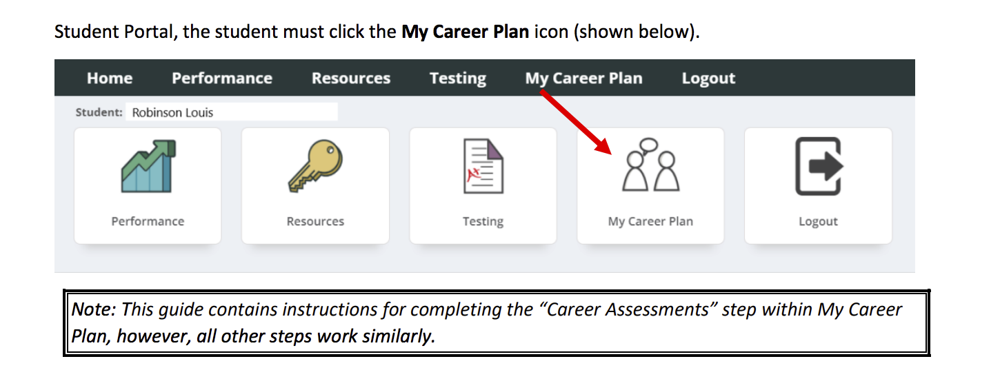 Student Portal, the student must click the My Career Plan icon (shown below).
Home Performance Resources Testing My Career Plan Logout
Student: Robinson Louis
A+
Performance Resources Testing My Career Plan Logout
Note: This guide contains instructions for completing the “Career Assessments” step within My Career
Plan, however, all other steps work similarly.